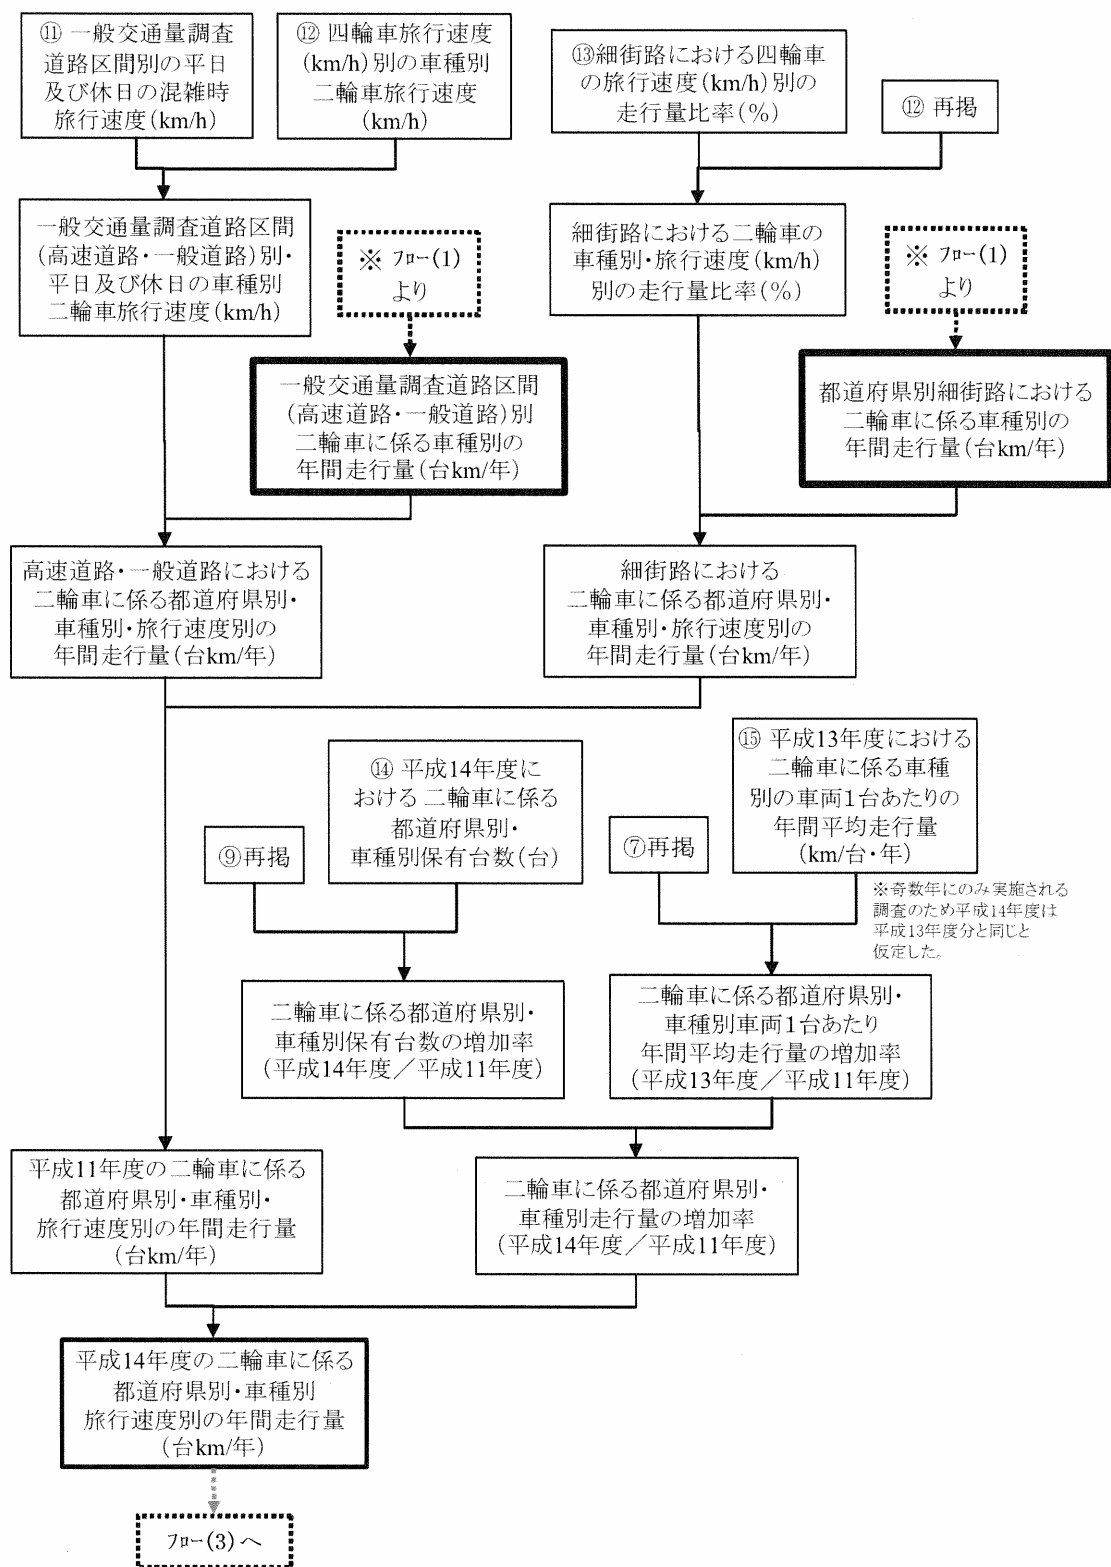 ⑪ 一般交通量調査
道路区間別の平日
及び休日の混雑時
旅行速度(km/h)
⑫ 四輪車旅行速度
(km/h)別の車種別
二輪車旅行速度
(km/h)
⑬細街路における四輪車
の旅行速度(km/h)別の
走行量比率(%)
⑫ 再掲
一般交通量調査道路区間
(高速道路・一般道路)別・
平日及び休日の車種別
二輪車旅行速度(km/h)
※ フロー(1)
より
細街路における二輪車の
車種別・旅行速度(km/h)
別の走行量比率(%)
※ フロー(1)
より
一般交通量調査道路区間
(高速道路・一般道路)別
二輪車に係る車種別の
年間走行量(台km/年)
都道府県別細街路における
二輪車に係る車種別の
年間走行量(台km/年)
高速道路・一般道路における
二輪車に係る都道府県別・
車種別・旅行速度別の
年間走行量(台km/年)
細街路における
二輪車に係る都道府県別・
車種別・旅行速度別の
年間走行量(台km/年)
⑨再掲
⑭ 平成14年度に
おける二輪車に係る
都道府県別・
車種別保有台数(台)
⑦再掲
⑮ 平成13年度における
二輪車に係る車種
別の車両1台あたりの
年間平均走行量
(km/台・年)
※奇数年にのみ実施される
調査のため平成14年度は
平成13年度分と同じと
仮定した。
二輪車に係る都道府県別・
車種別保有台数の増加率
(平成14年度／平成11年度)
二輪車に係る都道府県別・
車種別車両1台あたり
年間平均走行量の増加率
(平成13年度／平成11年度)
平成11年度の二輪車に係る
都道府県別・車種別・
旅行速度別の年間走行量
(台km/年)
二輪車に係る都道府県別・
車種別走行量の増加率
(平成14年度／平成11年度)
平成14年度の二輪車に係る
都道府県別・車種別
旅行速度別の年間走行量
(台km/年)
フロー(3)へ